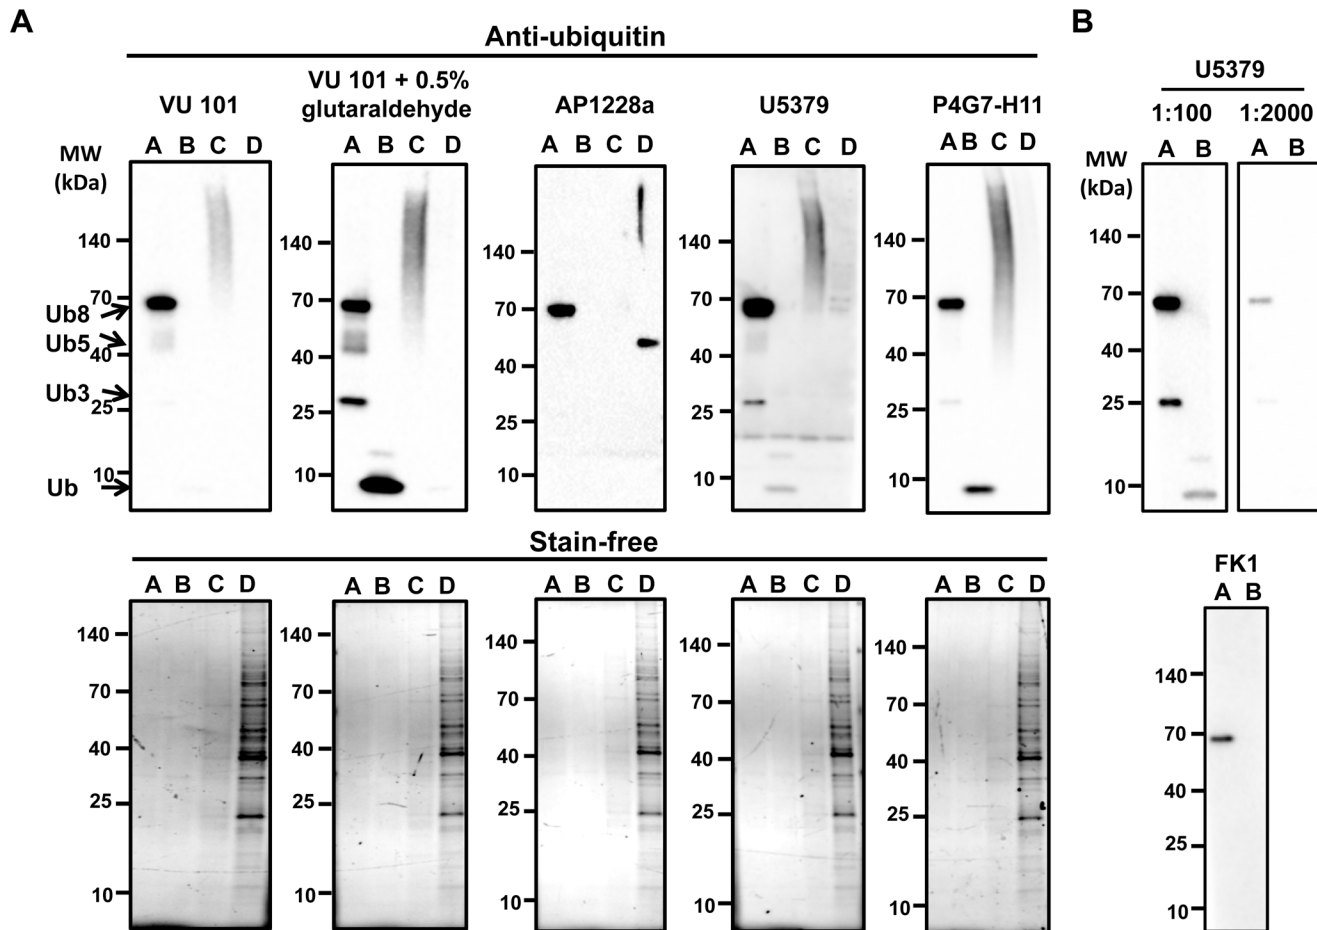 A
B
Anti-ubiquitin
VU 101
VU 101 + 0.5%
glutaraldehyde
AP1228a
U5379
P4G7-H11
U5379
1:100 1:2000
MW
(kDa)
A B C D
A B C D
A B C D
A B C D
A B C D
MW
(kDa)
A B
A B
140
70
Ub8
Ub5
40
Ub3
25
10
Ub
140
70
40
25
10
140
70
40
25
10
140
70
40
25
10
140
70
40
25
10
140
70
40
25
10
Stain-free
A B C D
A B C D
A B C D
A B C D
A B C D
140
70
40
25
10
140
70
40
25
10
140
70
40
25
10
140
70
40
25
10
140
70
40
25
10
FK1
A B
140
70
40
25
10